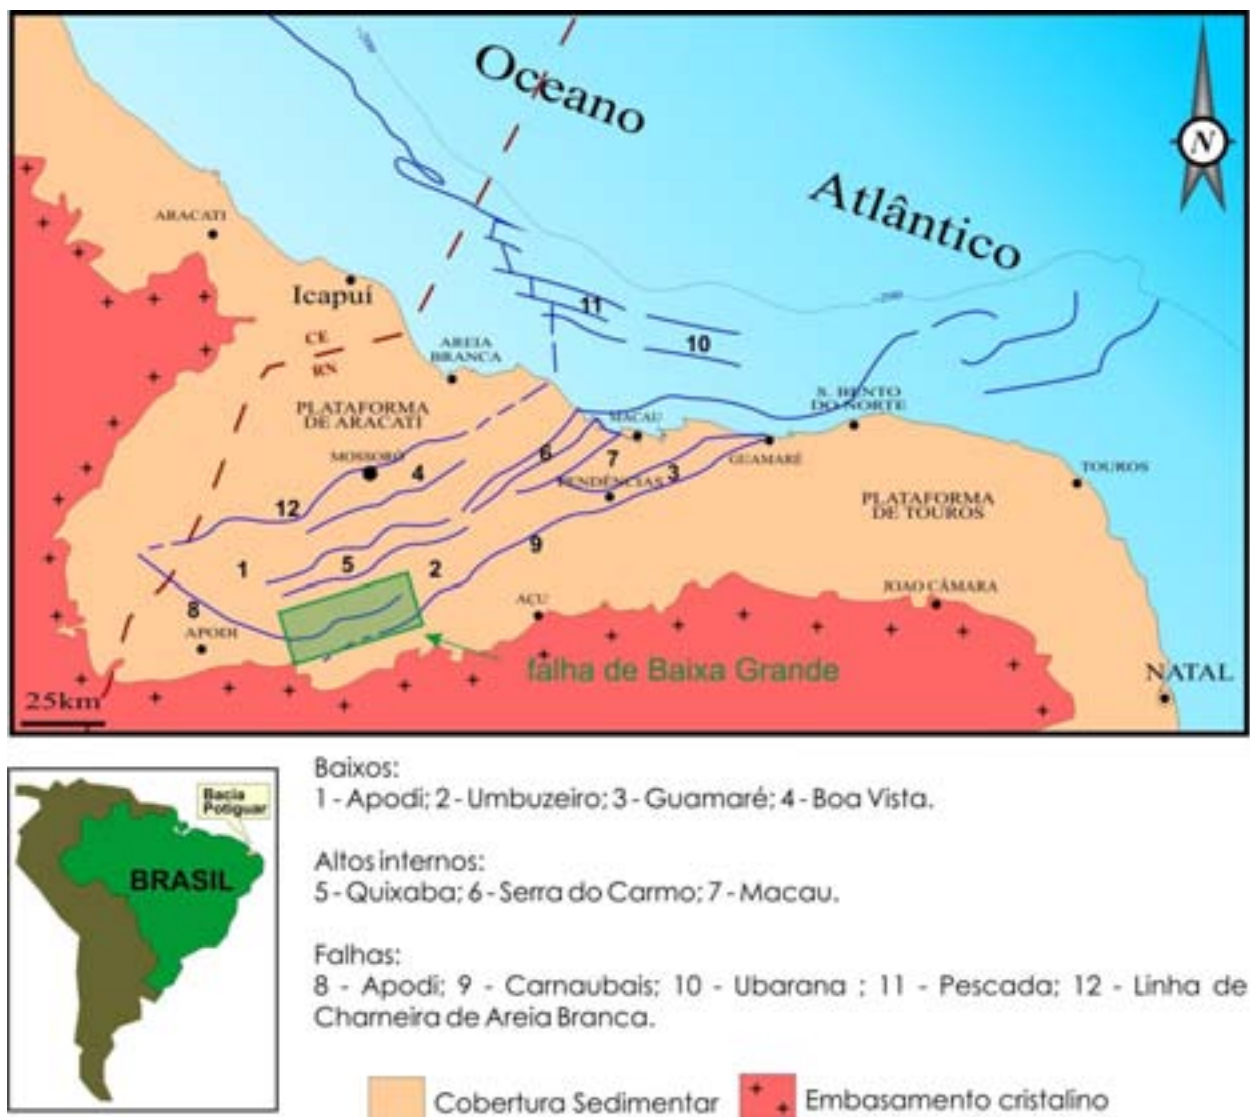 Oceano
Atlântico
-200
N
ARACATI
Icapuí
CE
RN
AREIA
BRANCA
11
10
-200
PLATAFORMA
DE ARACATI
S. BENTO
DO NORTE
MACAU
MOSSORÓ
4
6
7
3
GUAMARÉ
PENDÊNCIAS
TOUROS
12
PLATAFORMA
DE TOUROS
9
1
5
2
8
APODI
AÇU
JOAO CÂMARA
falha de Baixa Grande
NATAL
25km
Bacia
Potiguar
BRASIL
Baixos:
1 - Apodi; 2 - Umbuzeiro; 3 - Guamaré; 4 - Boa Vista.
Altos internos:
5 - Quixaba; 6 - Serra do Carmo; 7 - Macau.
Falhas:
8 - Apodi; 9 - Carnaubais; 10 - Ubarana ; 11 - Pescada; 12 - Linha de
Charneira de Areia Branca.
Cobertura Sedimentar
Embasamento cristalino